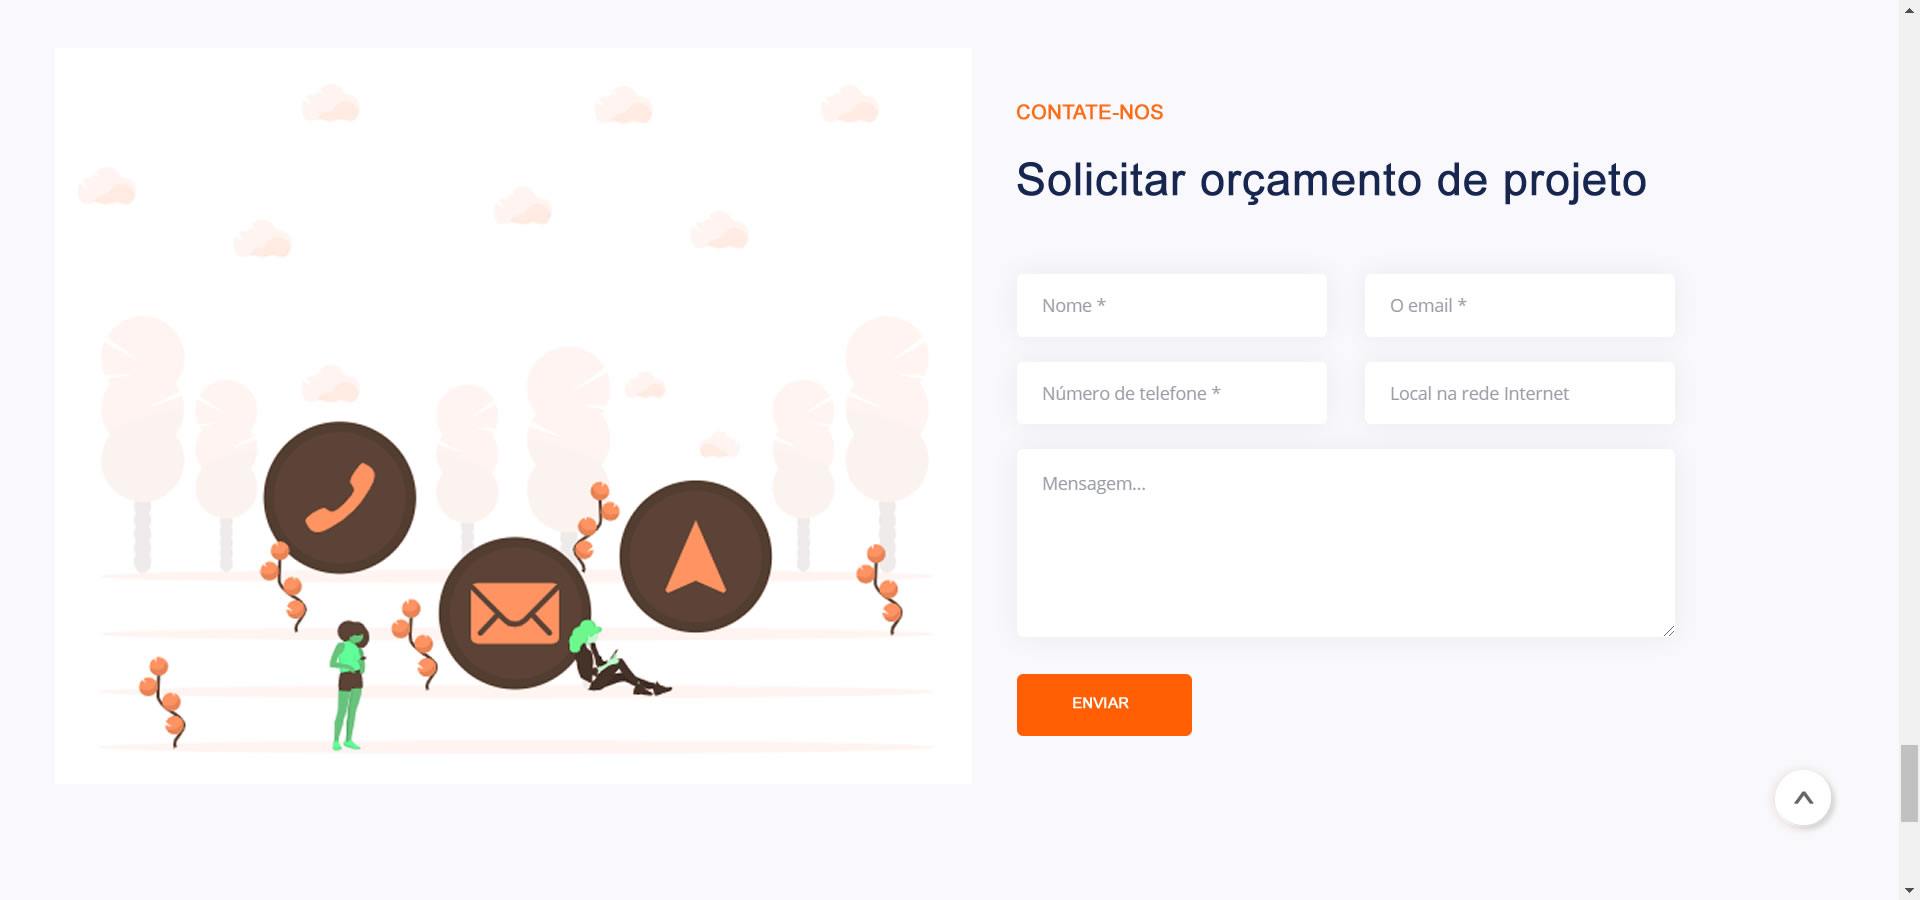 CONTATE-NOS
Solicitar orçamento de projeto
Nome *
O email *
Número de telefone *
Local na rede Internet
Mensagem...
ENVIAR